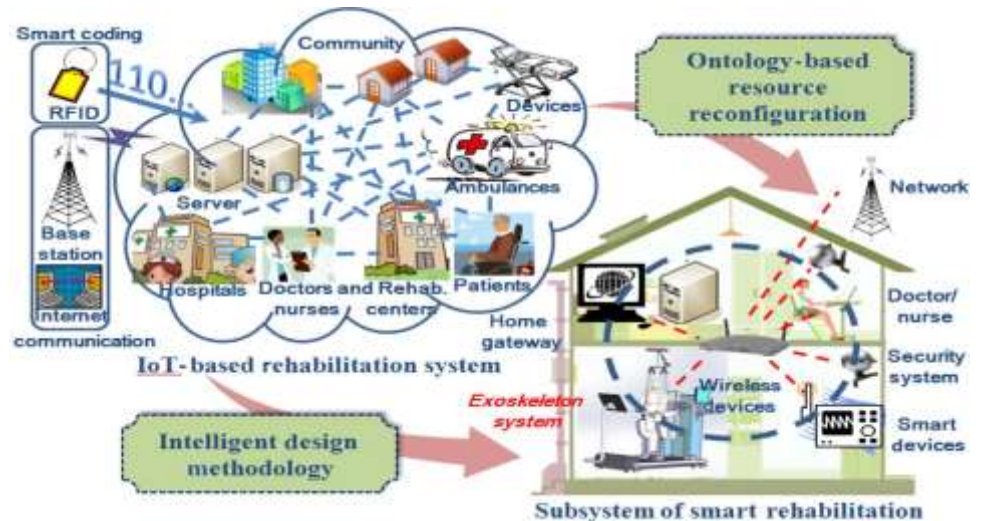 Smart coding
RFID
110...
Base
station
Internet
communication
Community
Devices
Ambulances
Server
Hospitals
Doctors and
nurses
Rehab.
centers
Patients
IoT-based rehabilitation system
Ontology-based
resource
reconfiguration
Network
Doctor/
nurse
Home
gateway
Security
system
Wireless
devices
Exoskeleton
system
Smart
devices
Intelligent design
methodology
Subsystem of smart rehabilitation